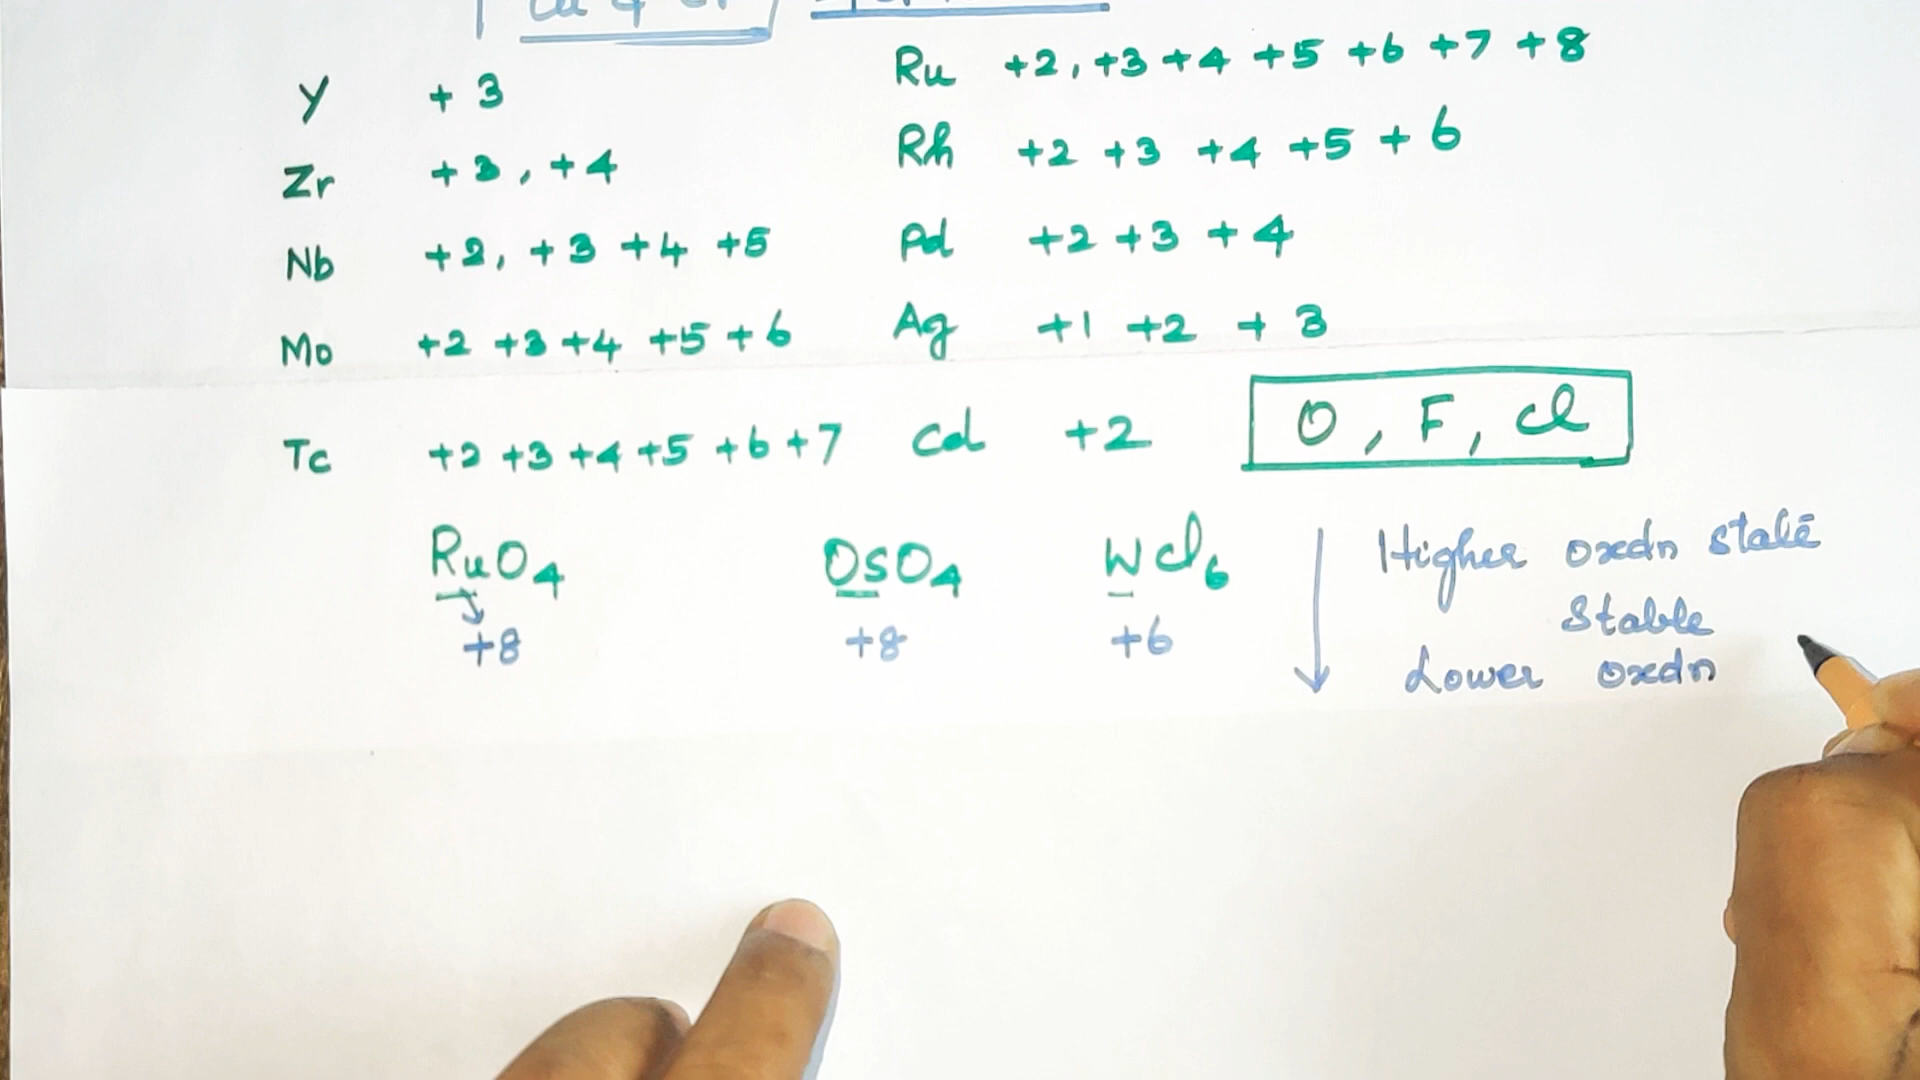 Y + 3
Zr + 3, +4
Nb +2, +3 +4 +5
Mo +2 +3 +4 +5 +6
Tc +2 +3 +4 +5 +6 +7
Ru +2, +3 +4 +5 +6 +7 +8
Rh +2 +3 +4 +5 + 6
Pd +2 +3 +4
Ag +1 +2 + 3
Cd +2
O, F, Cl
RuO4 OsO4 WCl6
+8 +8 +6
Higher oxdn state
Stable
Lower oxdn